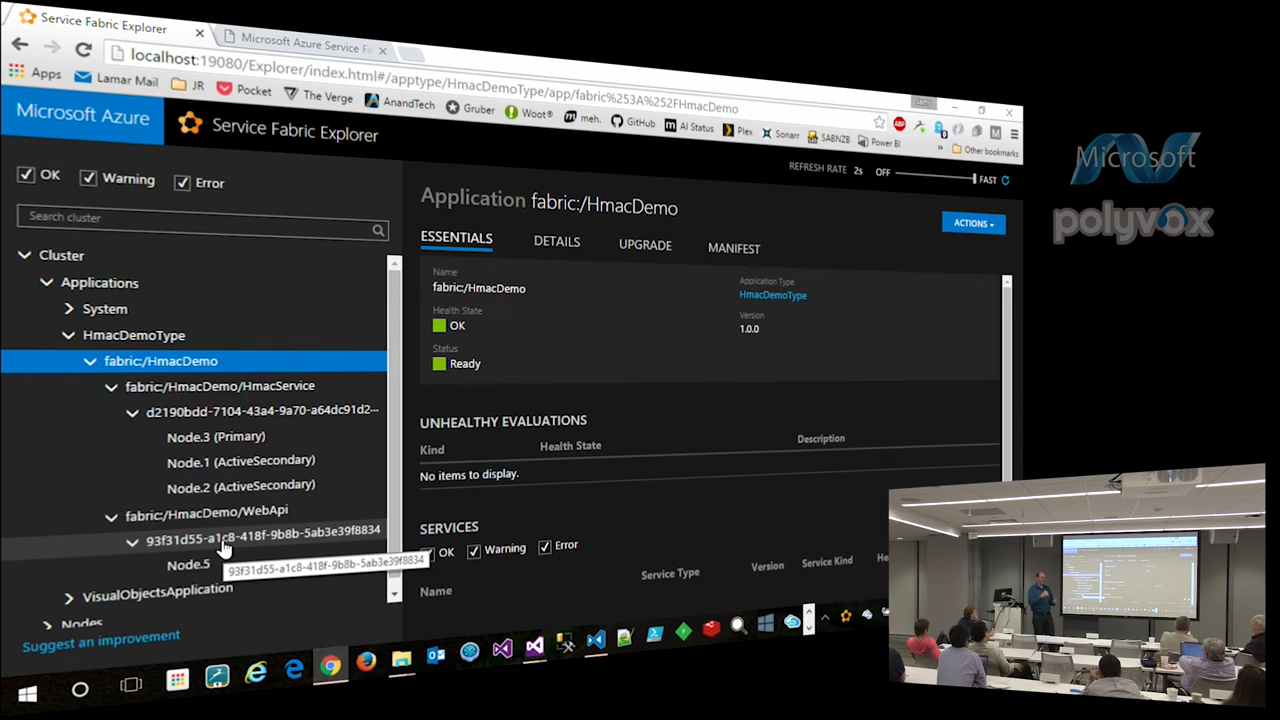 Service Fabric Explorer
Microsoft Azure Service Fa
localhost:19080/Explorer/index.html#/apptype/HmacDemoType/app/fabric%253A%252FHmacDemo
Apps
Lamar Mail
JR
Pocket
The Verge
AnandTech
Gruber
Woot®
meh.
GitHub
AI Status
Plex
Sonarr
SABNZB
Power BI
Other bookmarks
Microsoft Azure
Service Fabric Explorer
REFRESH RATE 2s OFF FAST
OK Warning Error
Search cluster
Cluster
Applications
System
HmacDemoType
fabric:/HmacDemo
fabric:/HmacDemo/HmacService
d2190bdd-7104-43a4-9a70-a64dc91d2...
Node.3 (Primary)
Node.1 (ActiveSecondary)
Node.2 (ActiveSecondary)
fabric:/HmacDemo/WebApi
93f31d55-a1c8-418f-9b8b-5ab3e39f8834
Node.5
93f31d55-a1c8-418f-9b8b-5ab3e39f8834
VisualObjectsApplication
Nodes
Suggest an improvement
Application fabric:/HmacDemo
ACTIONS
ESSENTIALS DETAILS UPGRADE MANIFEST
Name
fabric:/HmacDemo
Application Type
HmacDemoType
Health State
OK
Version
1.0.0
Status
Ready
UNHEALTHY EVALUATIONS
Kind Health State Description
No items to display.
SERVICES
OK Warning Error
Name Service Type Version Service Kind Health State
Microsoft
polyvox